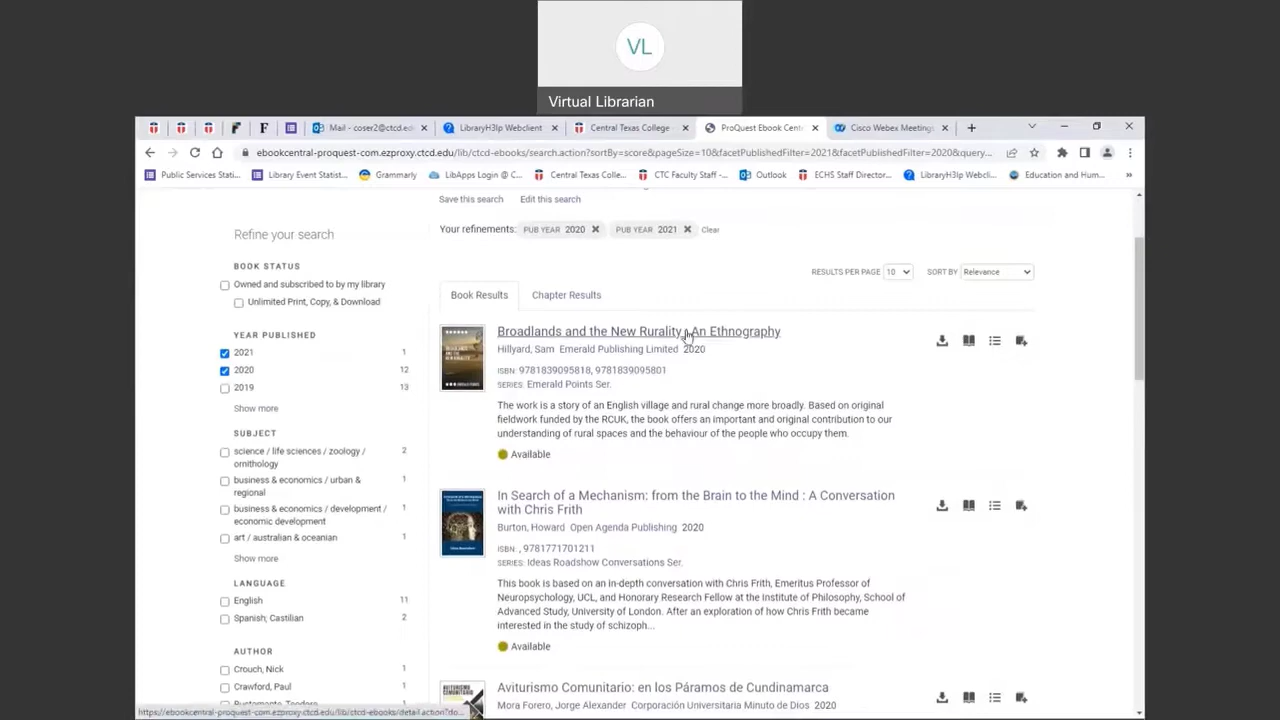 VL
Virtual Librarian
Mail - coser2@ctcd.ed
LibraryH3lp Webclient
Central Texas College
ProQuest Ebook Centr
Cisco Webex Meetings
ebookcentral-proquest-com.ezproxy.ctcd.edu/lib/ctcd-ebooks/search.action?sortBy=score&pageSize=10&facetPublishedFilter=2021&facetPublishedFilter=2020&query...
Public Services Stati...
Library Event Statist...
Grammarly
LibApps Login @ C...
Central Texas Colle...
CTC Faculty Staff -...
Outlook
ECHS Staff Director...
LibraryH3lp Webcli...
Education and Hum...
Save this search
Edit this search
Your refinements:
PUB YEAR 2020
PUB YEAR 2021
Clear
Refine your search
BOOK STATUS
Owned and subscribed to by my library
Unlimited Print, Copy, & Download
YEAR PUBLISHED
2021 1
2020 12
2019 13
Show more
SUBJECT
science / life sciences / zoology / 2
ornithology
business & economics / urban & 1
regional
business & economics / development / 1
economic development
art / australian & oceanian 1
Show more
LANGUAGE
English 11
Spanish; Castilian 2
AUTHOR
Crouch, Nick 1
Crawford, Paul 1
RESULTS PER PAGE 10
SORT BY Relevance
Book Results
Chapter Results
Broadlands and the New Rurality : An Ethnography
Hillyard, Sam Emerald Publishing Limited 2020
ISBN: 9781839095818, 9781839095801
SERIES: Emerald Points Ser.
The work is a story of an English village and rural change more broadly. Based on original
fieldwork funded by the RCUK, the book offers an important and original contribution to our
understanding of rural spaces and the behaviour of the people who occupy them.
Available
In Search of a Mechanism: from the Brain to the Mind : A Conversation
with Chris Frith
Burton, Howard Open Agenda Publishing 2020
ISBN: , 9781771701211
SERIES: Ideas Roadshow Conversations Ser.
This book is based on an in-depth conversation with Chris Frith, Emeritus Professor of
Neuropsychology, UCL, and Honorary Research Fellow at the Institute of Philosophy, School of
Advanced Study, University of London. After an exploration of how Chris Frith became
interested in the study of schizoph...
Available
Aviturismo Comunitario: en los Páramos de Cundinamarca
Mora Forero, Jorge Alexander Corporación Universitaria Minuto de Dios 2020
https://ebookcentral-proquest-com.ezproxy.ctcd.edu/lib/ctcd-ebooks/detail.action?do...